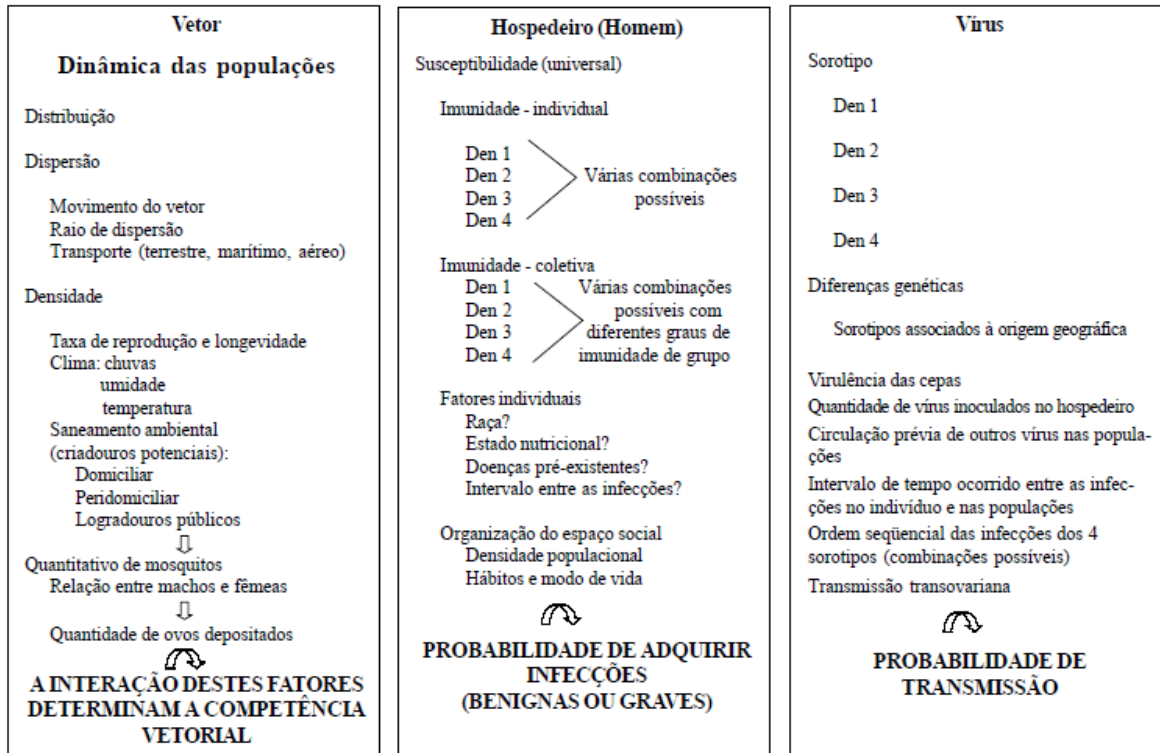 Vetor
Dinâmica das populações
Distribuição
Dispersão
Movimento do vetor
Raio de dispersão
Transporte (terrestre, marítimo, aéreo)
Densidade
Taxa de reprodução e longevidade
Clima: chuvas
umidade
temperatura
Saneamento ambiental
(criadouros potenciais):
Domiciliar
Peridomiciliar
Logradouros públicos
Quantitativo de mosquitos
Relação entre machos e fêmeas
Quantidade de ovos depositados
A INTERAÇÃO DESTES FATORES
DETERMINAM A COMPETÊNCIA
VETORIAL
Hospedeiro (Homem)
Susceptibilidade (universal)
Imunidade - individual
Den 1
Den 2
Den 3
Den 4
Várias combinações
possíveis
Imunidade - coletiva
Den 1
Den 2
Den 3
Den 4
Várias combinações
possíveis com
diferentes graus de
imunidade de grupo
Fatores individuais
Raça?
Estado nutricional?
Doenças pré-existentes?
Intervalo entre as infecções?
Organização do espaço social
Densidade populacional
Hábitos e modo de vida
PROBABILIDADE DE ADQUIRIR
INFECÇÕES
(BENIGNAS OU GRAVES)
Vírus
Sorotipo
Den 1
Den 2
Den 3
Den 4
Diferenças genéticas
Sorotipos associados à origem geográfica
Virulência das cepas
Quantidade de vírus inoculados no hospedeiro
Circulação prévia de outros vírus nas popula-
ções
Intervalo de tempo ocorrido entre as infec-
ções no indivíduo e nas populações
Ordem seqüencial das infecções dos 4
sorotipos (combinações possíveis)
Transmissão transovariana
PROBABILIDADE DE
TRANSMISSÃO